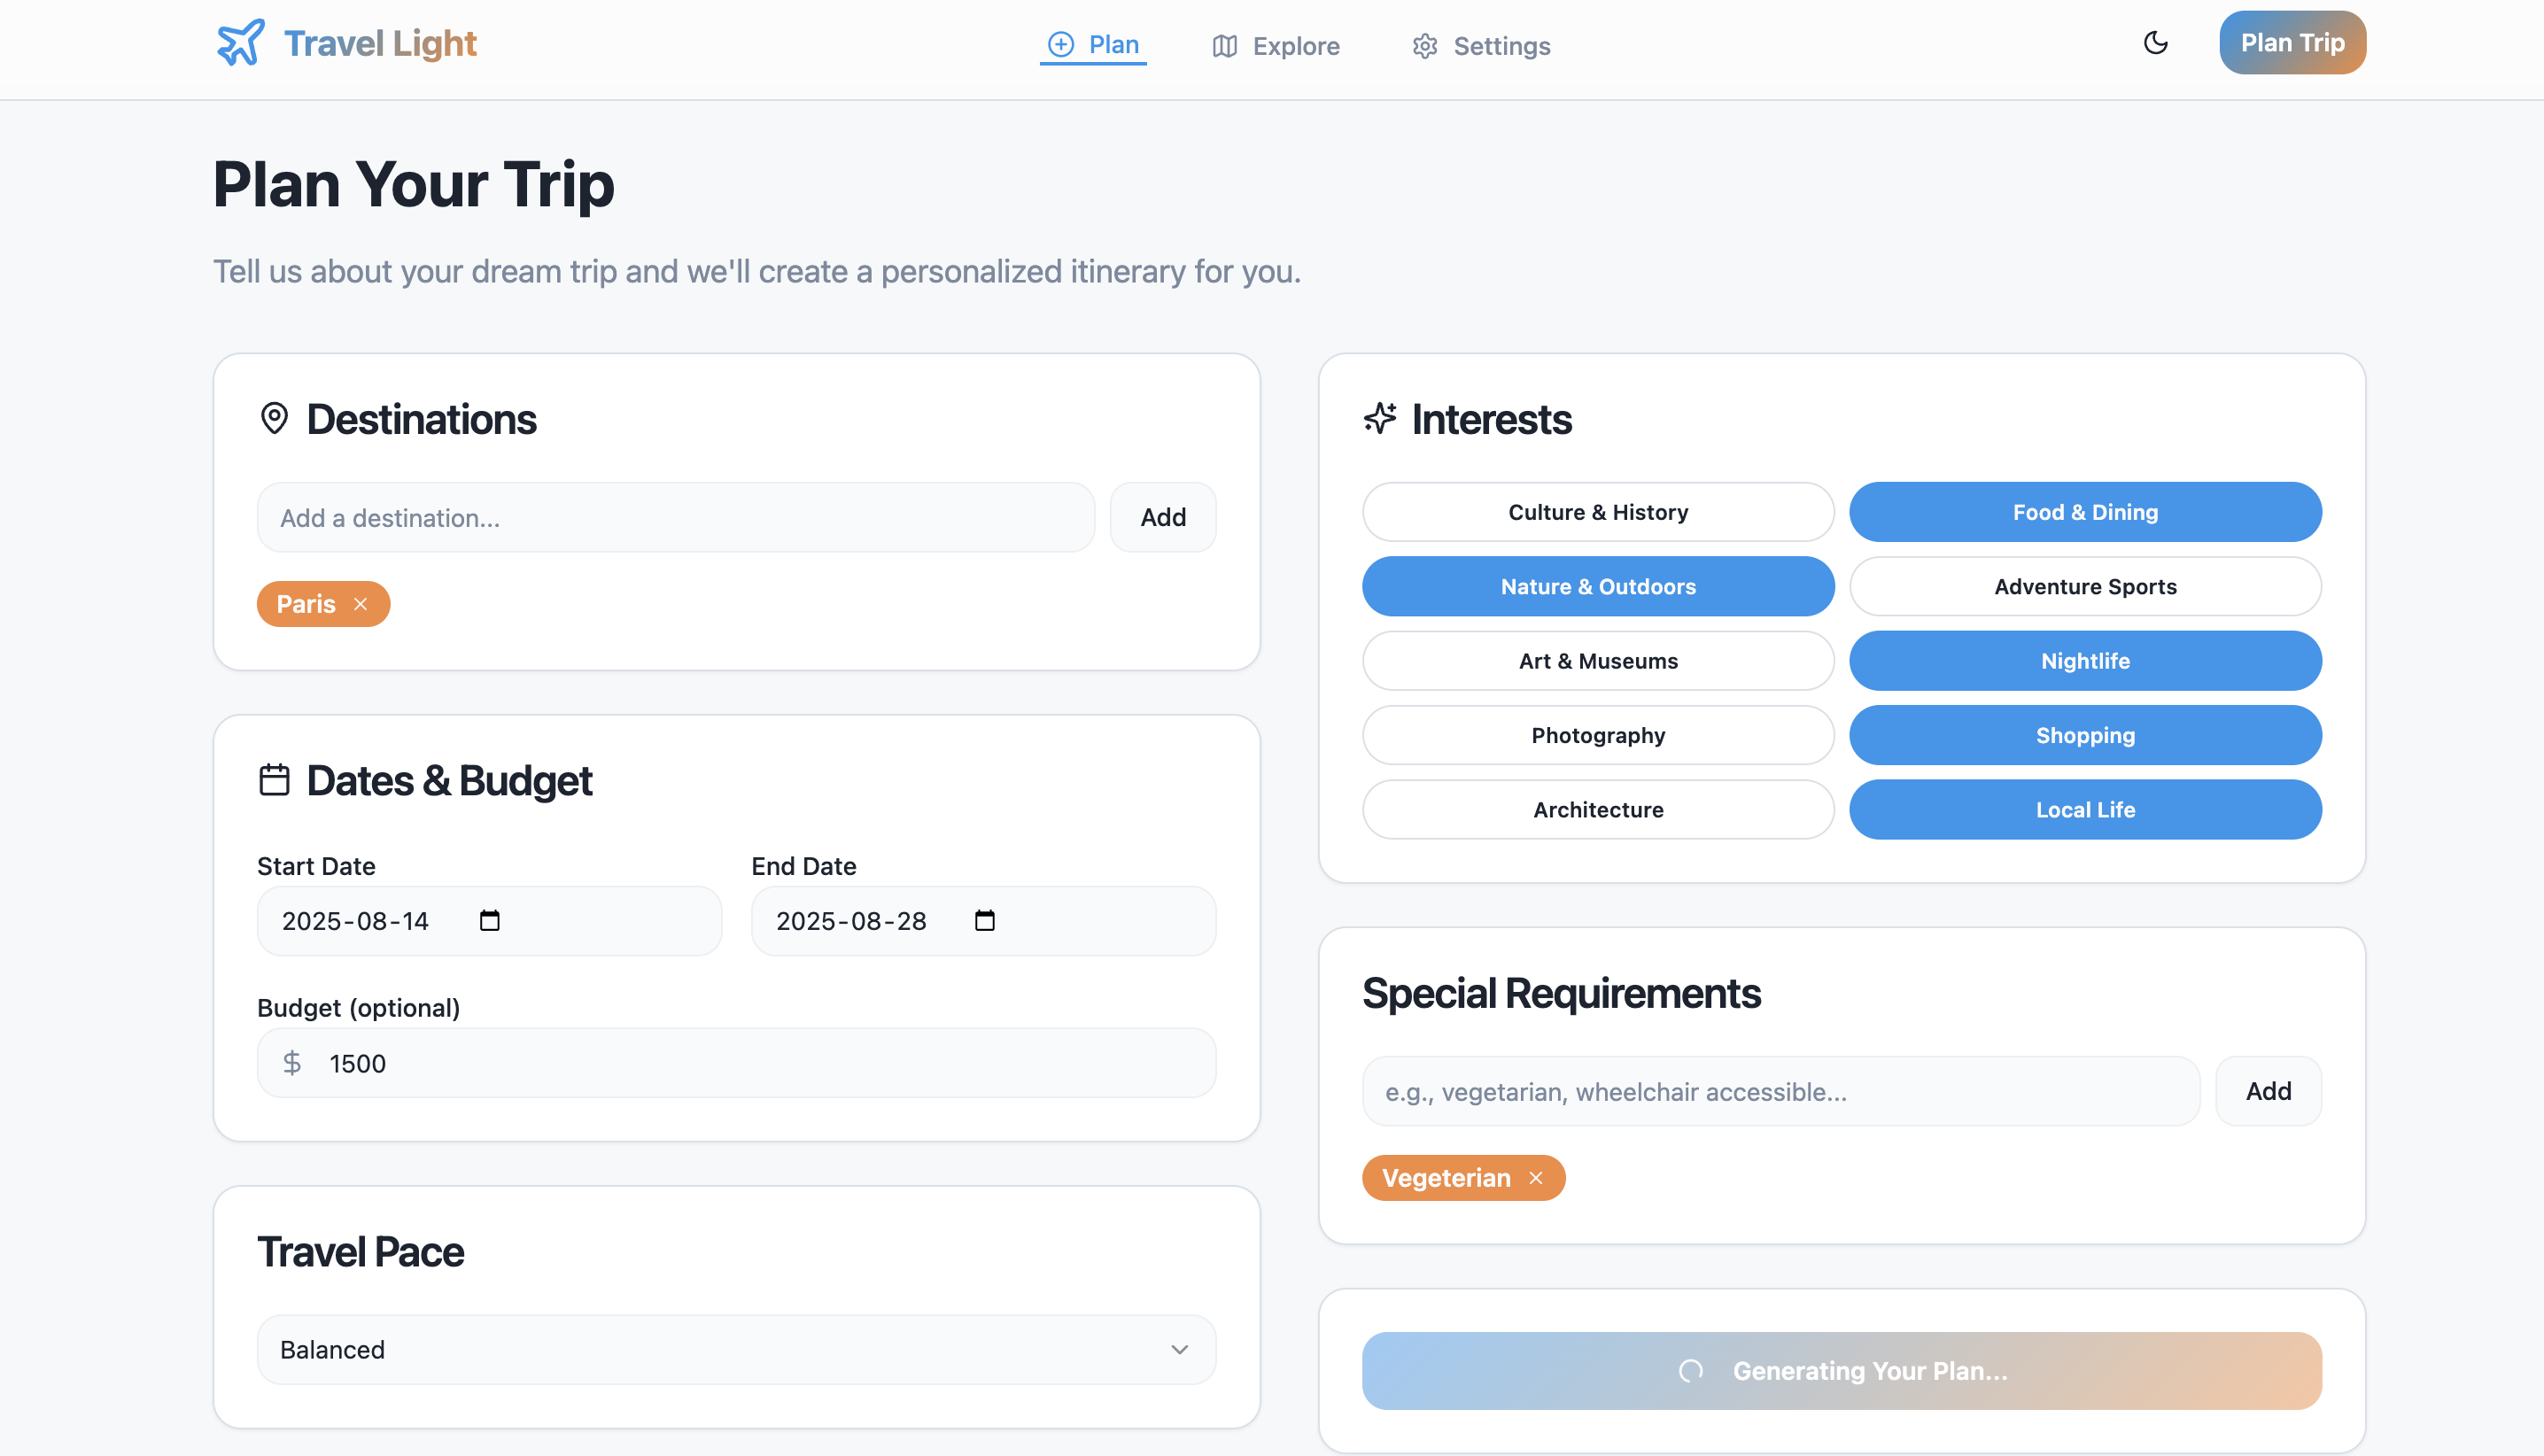 Travel Light
Plan
Explore
Settings
Plan Trip
Plan Your Trip
Tell us about your dream trip and we'll create a personalized itinerary for you.
Destinations
Add a destination...
Add
Paris
Dates & Budget
Start Date
End Date
2025-08-14
2025-08-28
Budget (optional)
$ 1500
Travel Pace
Balanced
Interests
Culture & History
Food & Dining
Nature & Outdoors
Adventure Sports
Art & Museums
Nightlife
Photography
Shopping
Architecture
Local Life
Special Requirements
e.g., vegetarian, wheelchair accessible...
Add
Vegeterian
Generating Your Plan...